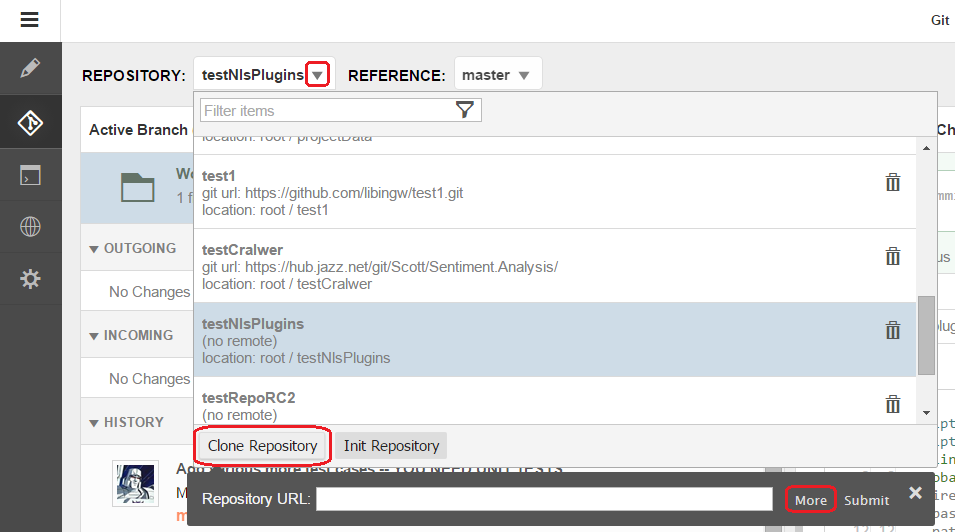 Git
REPOSITORY: testNlsPlugins REFERENCE: master
Active Branch
Filter items
location: root / projectData
test1
git url: https://github.com/libingw/test1.git
location: root / test1
testCralwer
git url: https://hub.jazz.net/git/Scott/Sentiment.Analysis/
location: root / testCralwer
testNlsPlugins
(no remote)
location: root / testNlsPlugins
testRepoRC2
(no remote)
Clone Repository Init Repository
OUTGOING
No Changes
INCOMING
No Changes
HISTORY
Repository URL: More Submit